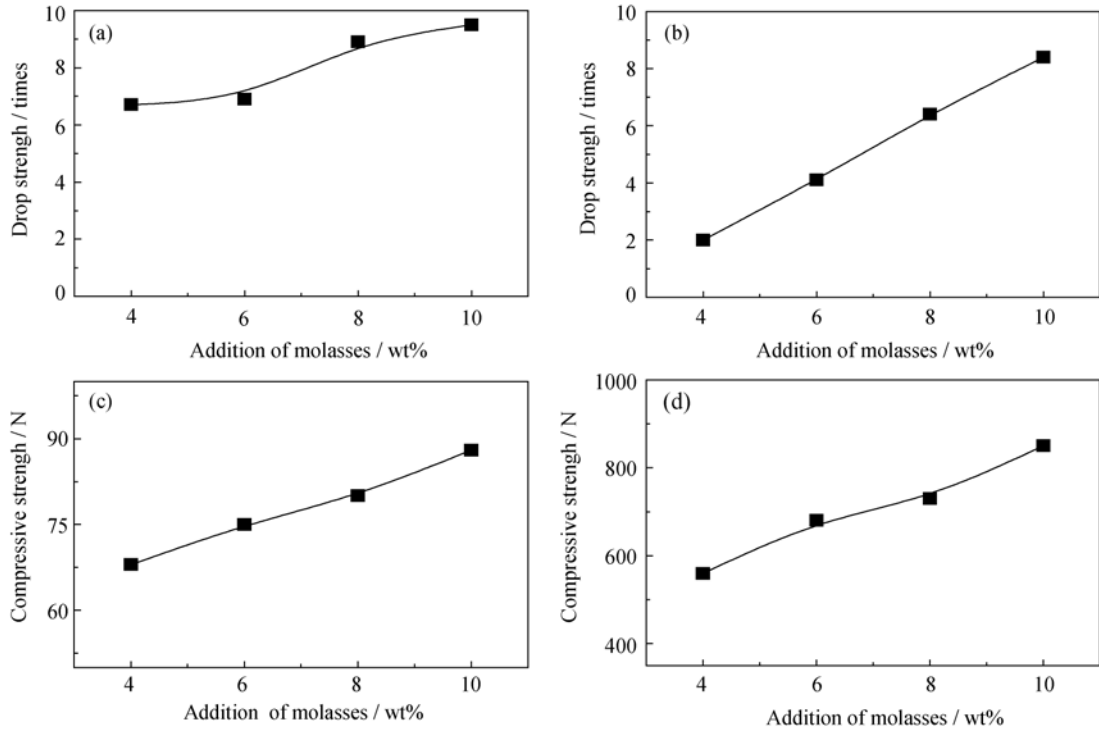 (a)
10
8
6
4
2
0
Drop strengh / times
4 6 8 10
Addition of molasses / wt%
(b)
10
8
6
4
2
0
Drop strengh / times
4 6 8 10
Addition of molasses / wt%
(c)
90
75
60
Compressive strengh / N
4 6 8 10
Addition of molasses / wt%
(d)
1000
800
600
400
Compressive strengh / N
4 6 8 10
Addition of molasses / wt%